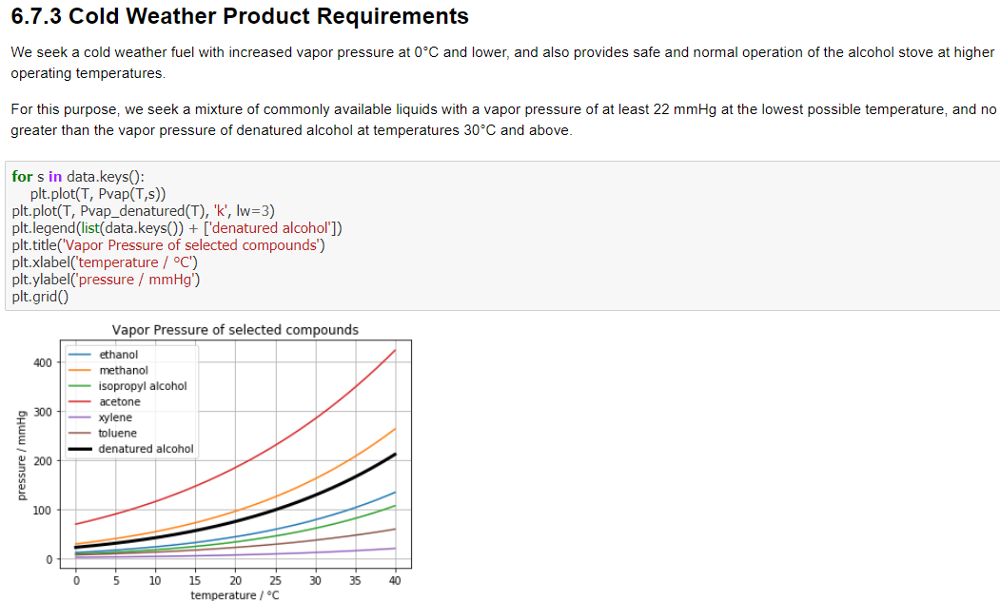 6.7.3 Cold Weather Product Requirements
We seek a cold weather fuel with increased vapor pressure at 0°C and lower, and also provides safe and normal operation of the alcohol stove at higher
operating temperatures.
For this purpose, we seek a mixture of commonly available liquids with a vapor pressure of at least 22 mmHg at the lowest possible temperature, and no
greater than the vapor pressure of denatured alcohol at temperatures 30°C and above.
for s in data.keys():
    plt.plot(T, Pvap(T,s))
plt.plot(T, Pvap_denatured(T), 'k', lw=3)
plt.legend(list(data.keys()) + ['denatured alcohol'])
plt.title('Vapor Pressure of selected compounds')
plt.xlabel('temperature / °C')
plt.ylabel('pressure / mmHg')
plt.grid()
Vapor Pressure of selected compounds
ethanol
methanol
isopropyl alcohol
acetone
xylene
toluene
denatured alcohol
pressure / mmHg
400
300
200
100
0
0 5 10 15 20 25 30 35 40
temperature / °C